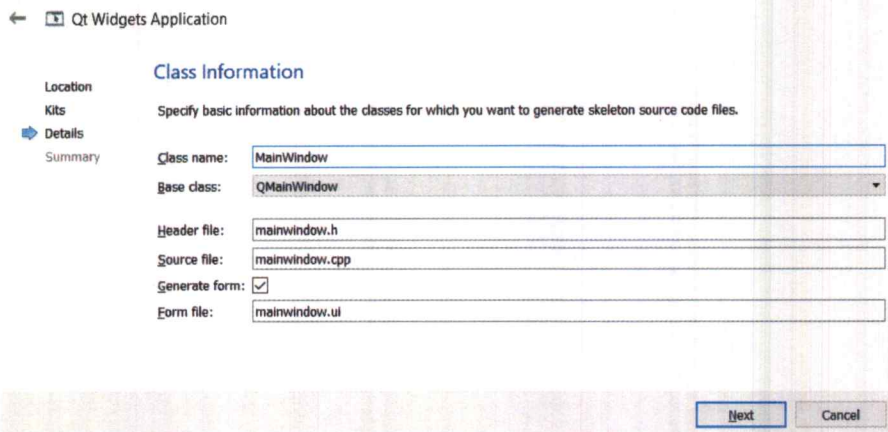 Qt Widgets Application
Class Information
Location
Kits
Details
Summary
Specify basic information about the classes for which you want to generate skeleton source code files.
Class name: MainWindow
Base class: QMainWindow
Header file: mainwindow.h
Source file: mainwindow.cpp
Generate form:
Form file: mainwindow.ui
Next Cancel